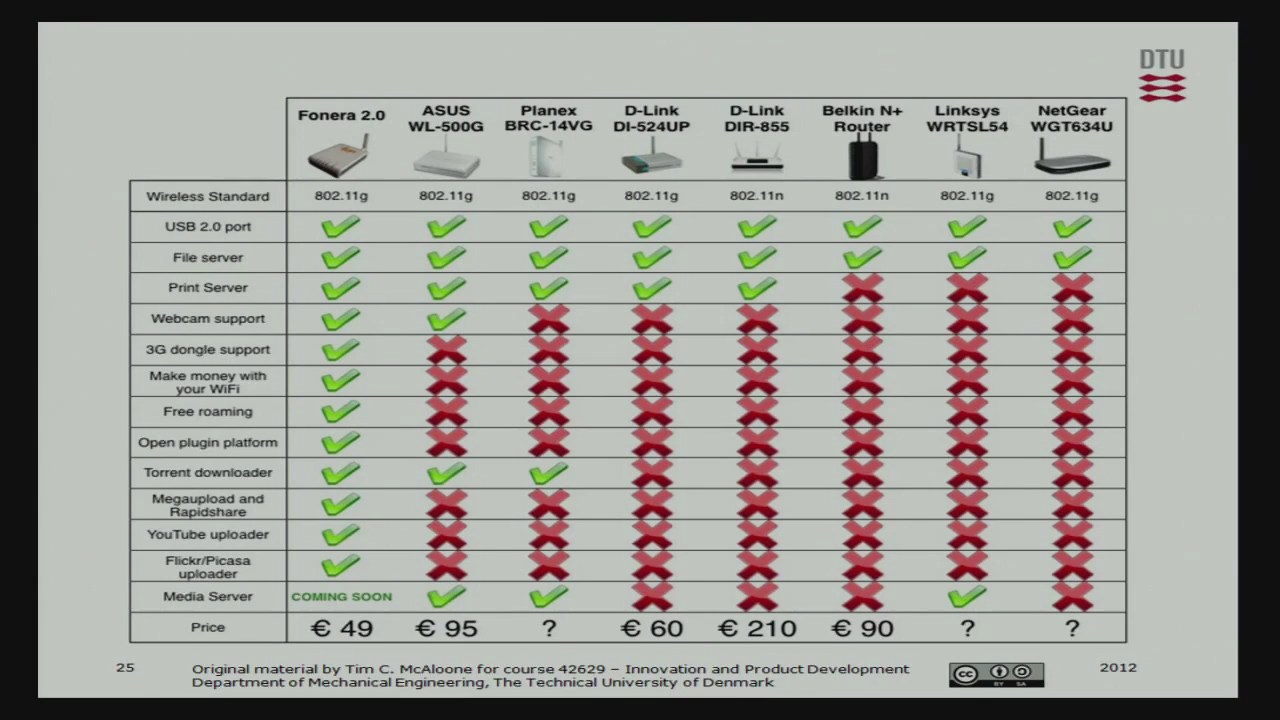 DTU
Fonera 2.0
ASUS
WL-500G
Planex
BRC-14VG
D-Link
DI-524UP
D-Link
DIR-855
Belkin N+
Router
Linksys
WRTSL54
NetGear
WGT634U
Wireless Standard 802.11g 802.11g 802.11g 802.11g 802.11n 802.11n 802.11g 802.11g
USB 2.0 port
File server
Print Server
Webcam support
3G dongle support
Make money with
your WiFi
Free roaming
Open plugin platform
Torrent downloader
Megaupload and
Rapidshare
YouTube uploader
Flickr/Picasa
uploader
Media Server COMING SOON
Price € 49 € 95 ? € 60 € 210 € 90 ? ?
25
Original material by Tim C. McAloone for course 42629 – Innovation and Product Development
Department of Mechanical Engineering, The Technical University of Denmark
cc
BY SA
2012